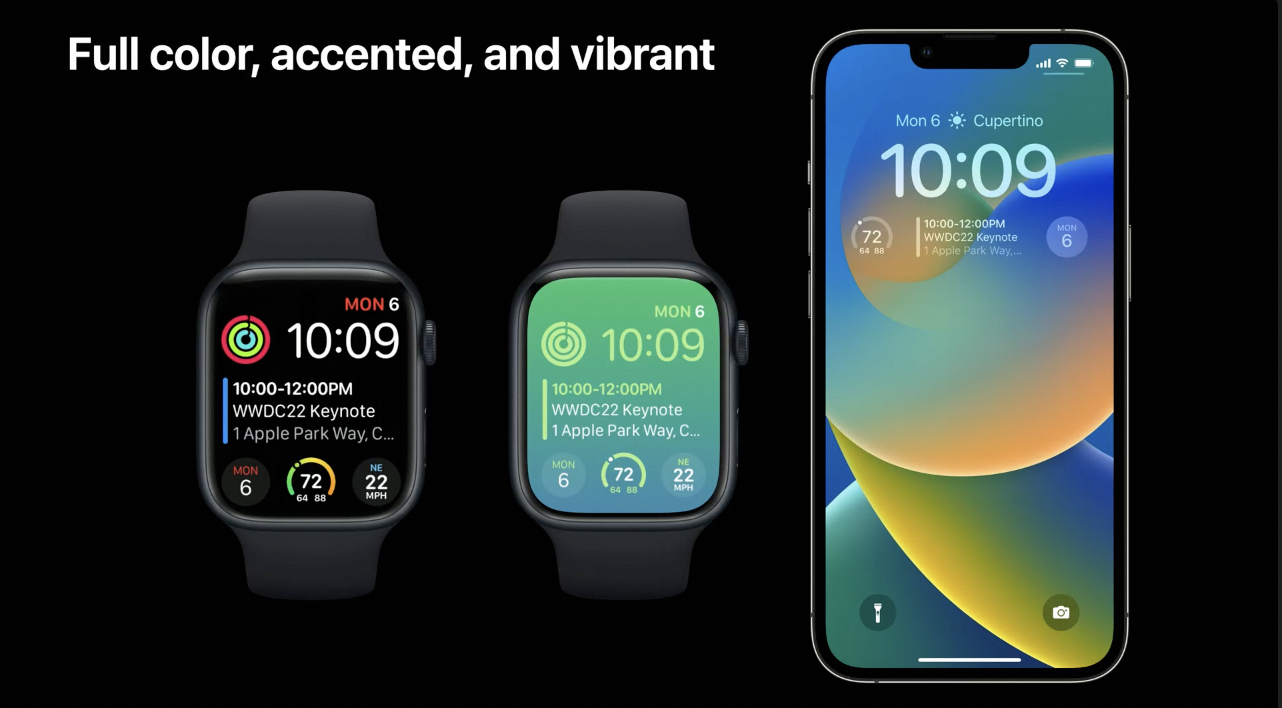 Full color, accented, and vibrant
MON 6
10:09
10:00-12:00PM
WWDC22 Keynote
1 Apple Park Way, C...
MON
6
72
64 88
NE
22
MPH
MON 6
10:09
10:00-12:00PM
WWDC22 Keynote
1 Apple Park Way, C...
MON
6
72
64 88
NE
22
MPH
Mon 6 Cupertino
10:09
72
64 88
10:00-12:00PM
WWDC22 Keynote
1 Apple Park Way,...
MON
6